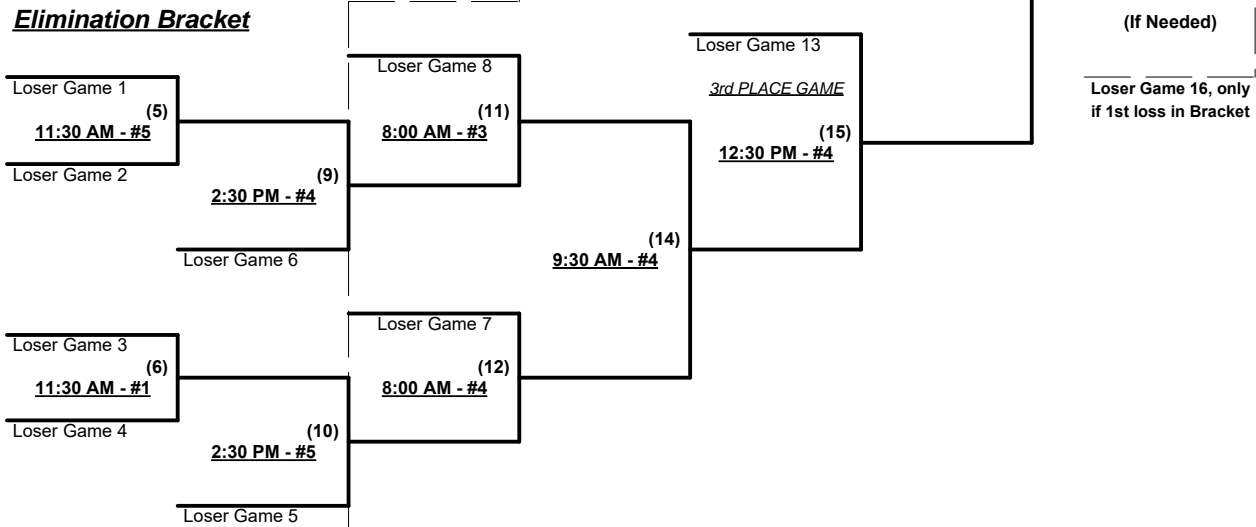 Elimination Bracket
(If Needed)
Loser Game 13
Loser Game 8
Loser Game 1
3rd PLACE GAME
Loser Game 16, only
if 1st loss in Bracket
(5)
11:30 AM - #5
(11)
8:00 AM - #3
(15)
12:30 PM - #4
Loser Game 2
(9)
2:30 PM - #4
(14)
9:30 AM - #4
Loser Game 6
Loser Game 7
Loser Game 3
(6)
11:30 AM - #1
(12)
8:00 AM - #4
Loser Game 4
(10)
2:30 PM - #5
Loser Game 5